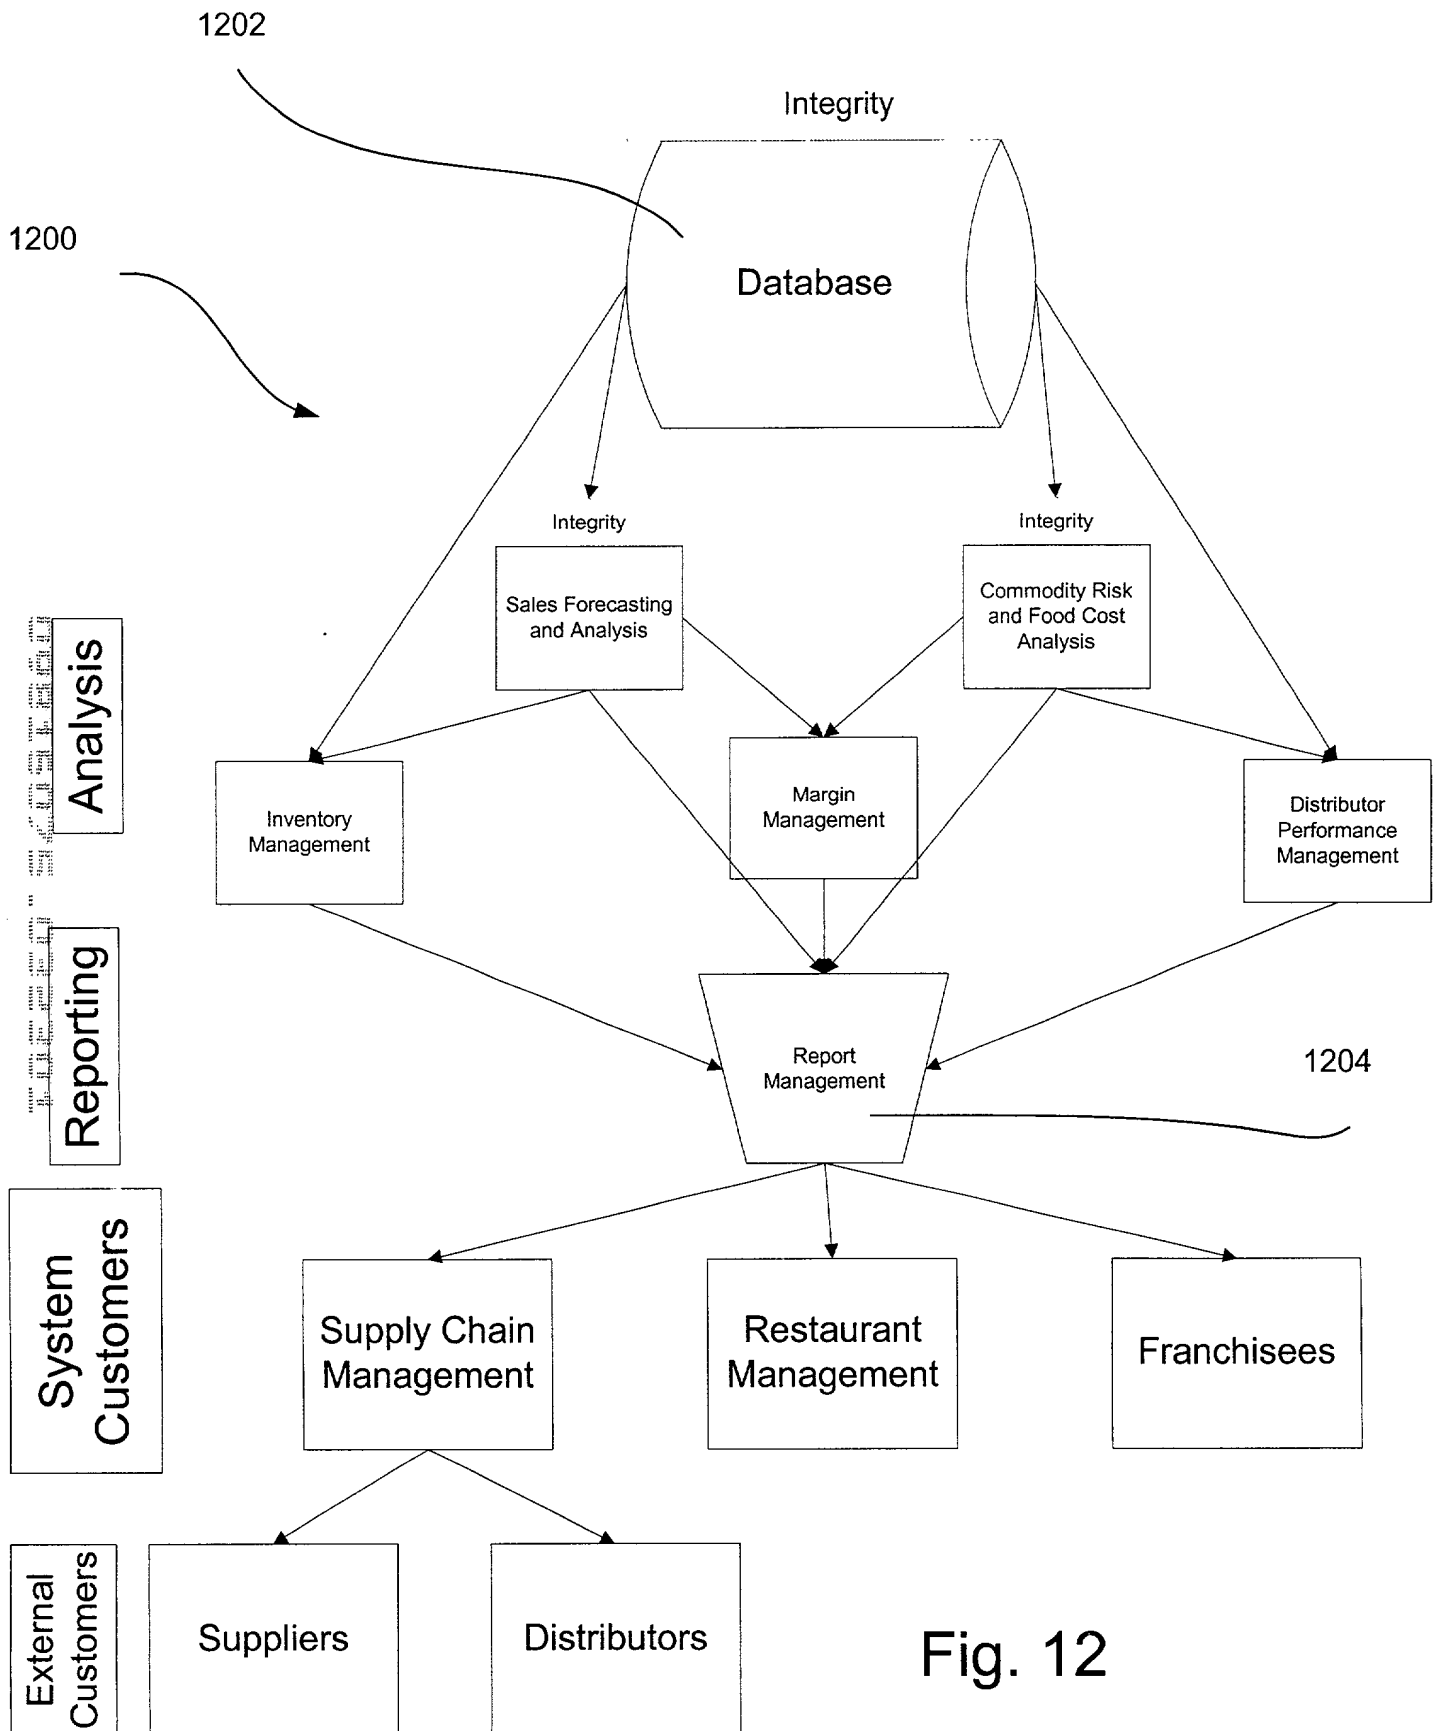 1202
Integrity
1200
Database
Integrity
Integrity
Sales Forecasting
and Analysis
Commodity Risk
and Food Cost
Analysis
Analysis
Inventory
Management
Margin
Management
Distributor
Performance
Management
Reporting
Report
Management
1204
System
Customers
Supply Chain
Management
Restaurant
Management
Franchisees
External
Customers
Suppliers
Distributors
Fig. 12